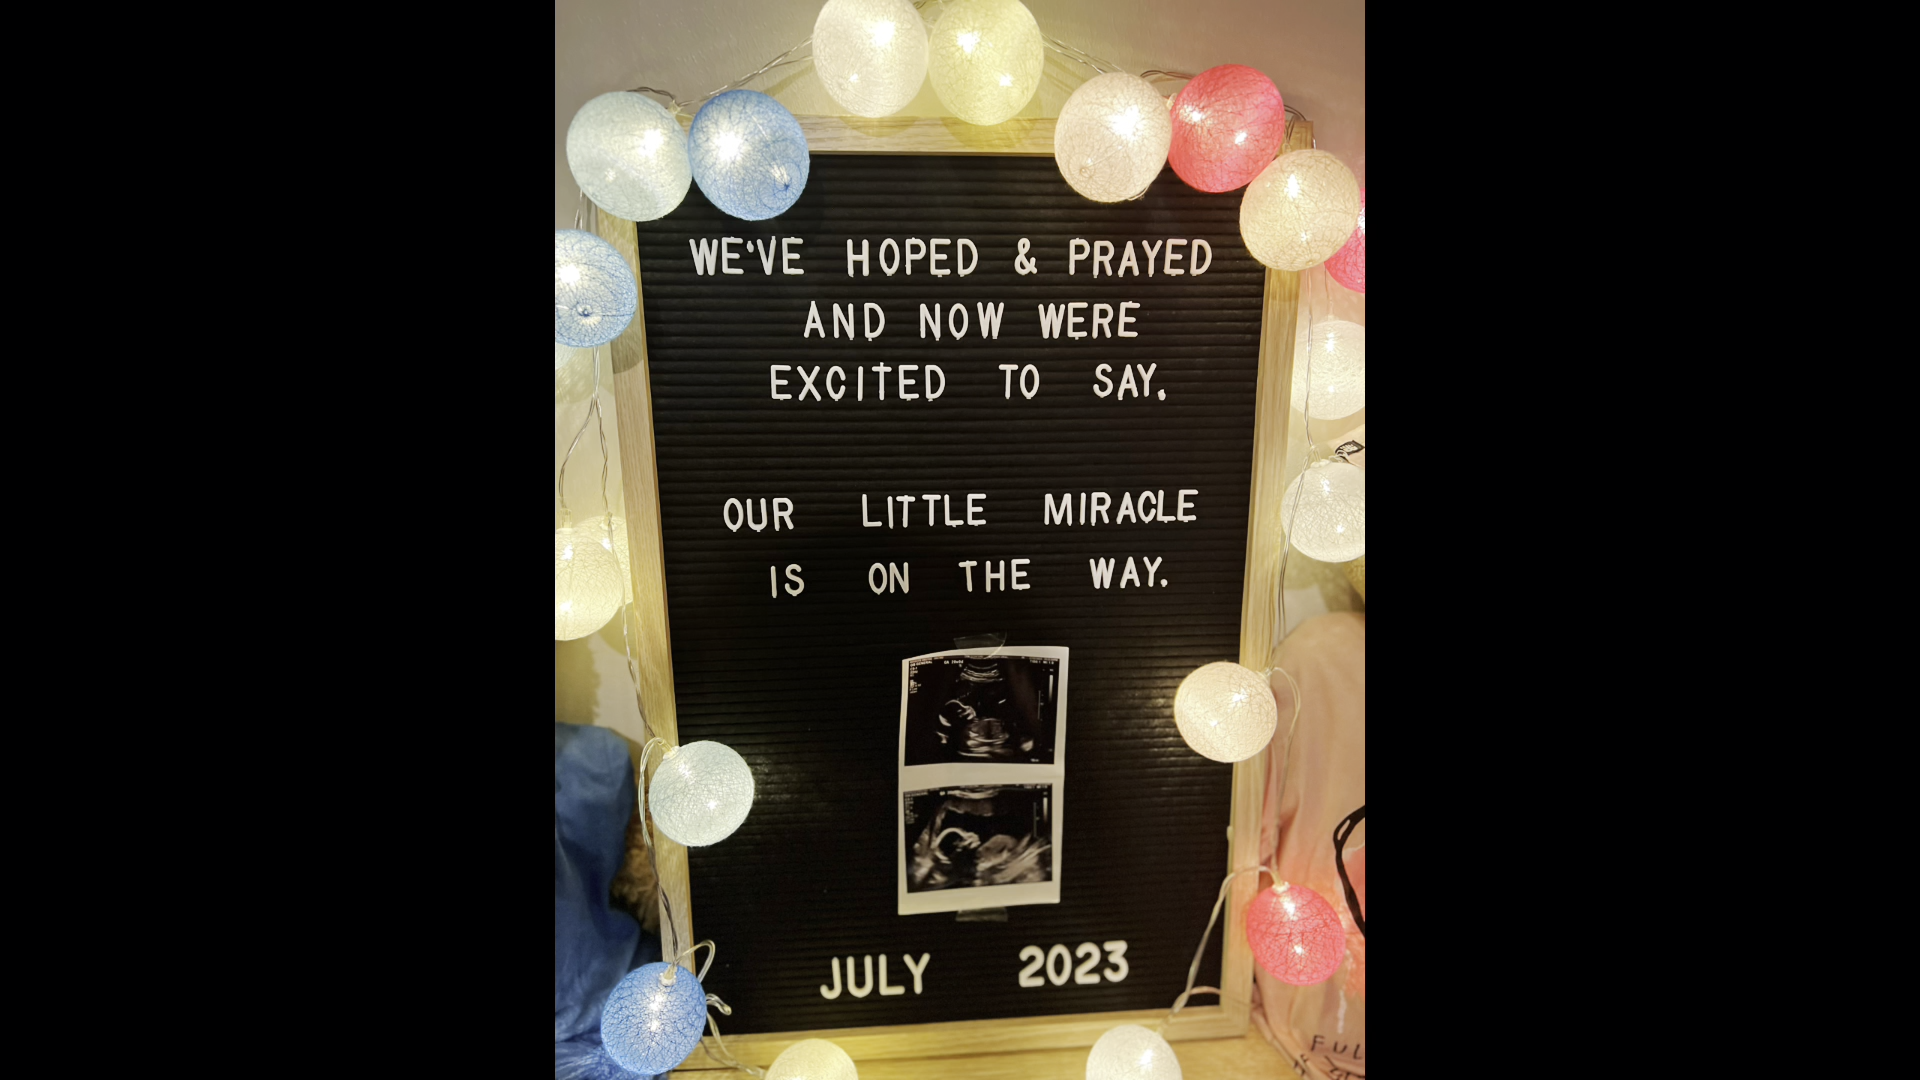 WE'VE HOPED & PRAYED
AND NOW WERE
EXCITED TO SAY.
OUR LITTLE MIRACLE
IS ON THE WAY.
JULY 2023
FUL